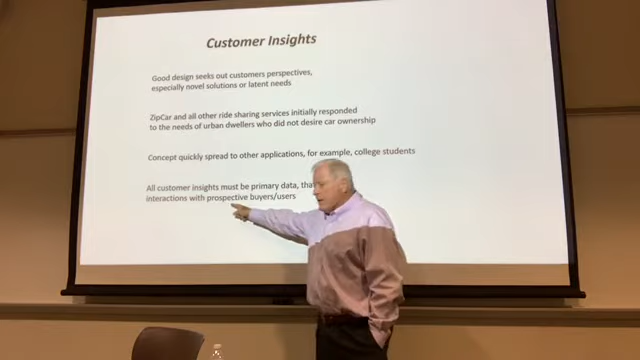 Customer Insights
Good design seeks out customers perspectives,
especially novel solutions or latent needs
ZipCar and all other ride sharing services initially responded
to the needs of urban dwellers who did not desire car ownership
Concept quickly spread to other applications, for example, college students
All customer insights must be primary data,
interactions with prospective buyers/users